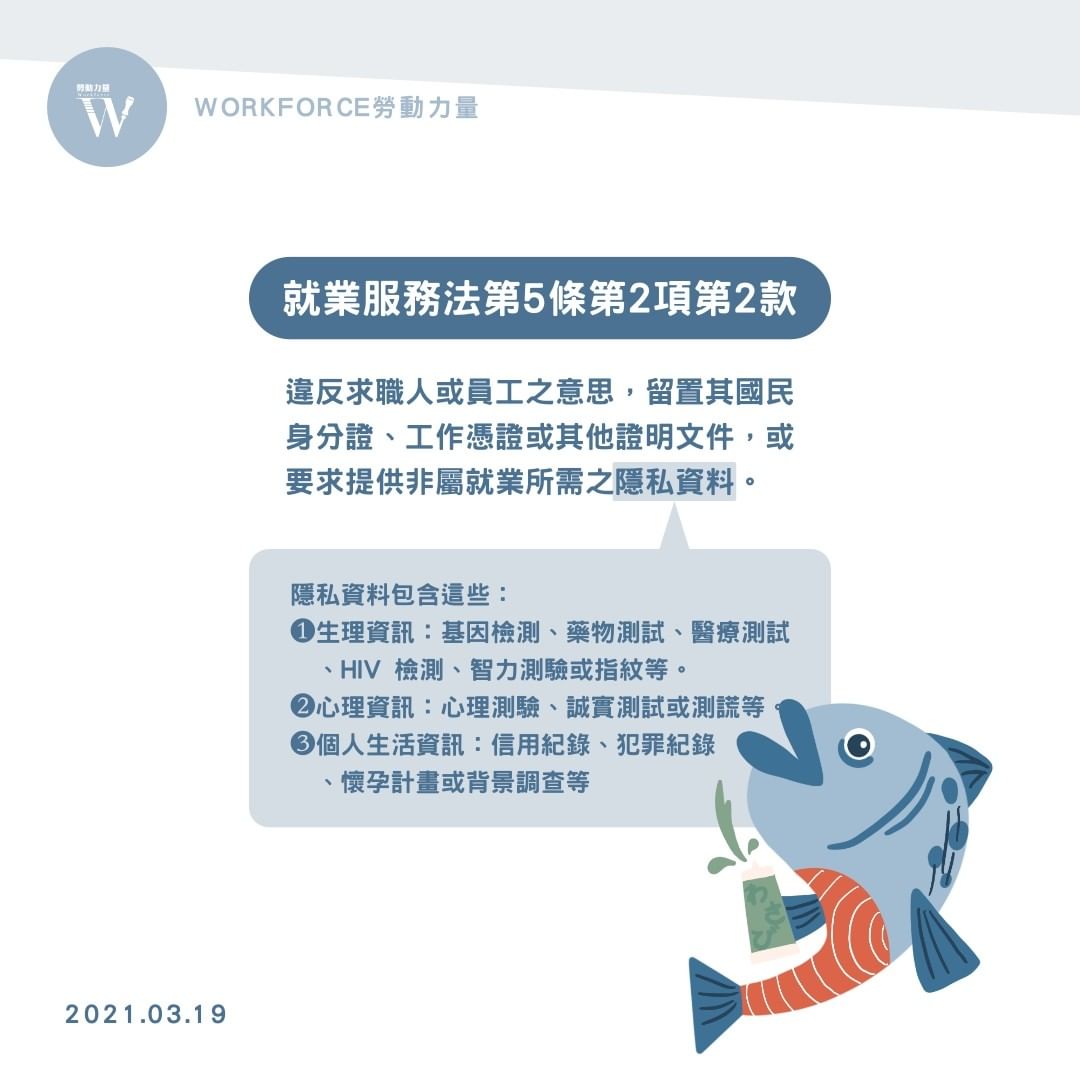 勞動力量
Workforce
W
WORKFORCE勞動力量
就業服務法第5條第2項第2款
違反求職人或員工之意思，留置其國民
身分證、工作憑證或其他證明文件，或
要求提供非屬就業所需之隱私資料。
隱私資料包含這些：
❶生理資訊：基因檢測、藥物測試、醫療測試
、HIV 檢測、智力測驗或指紋等。
❷心理資訊：心理測驗、誠實測試或測謊等。
❸個人生活資訊：信用紀錄、犯罪紀錄
、懷孕計畫或背景調查等
わさび
2021.03.19